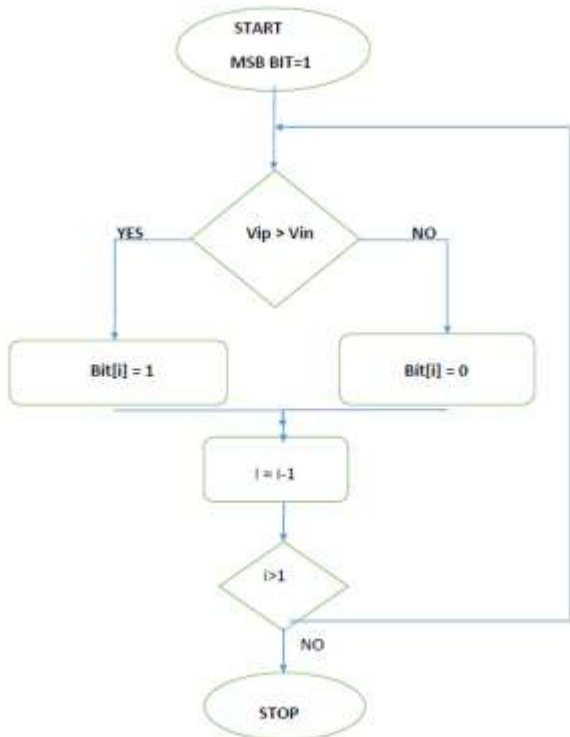 START
MSB BIT=1
Vip > Vin
YES
NO
Bit[i] = 1
Bit[i] = 0
i = i-1
i>1
NO
STOP